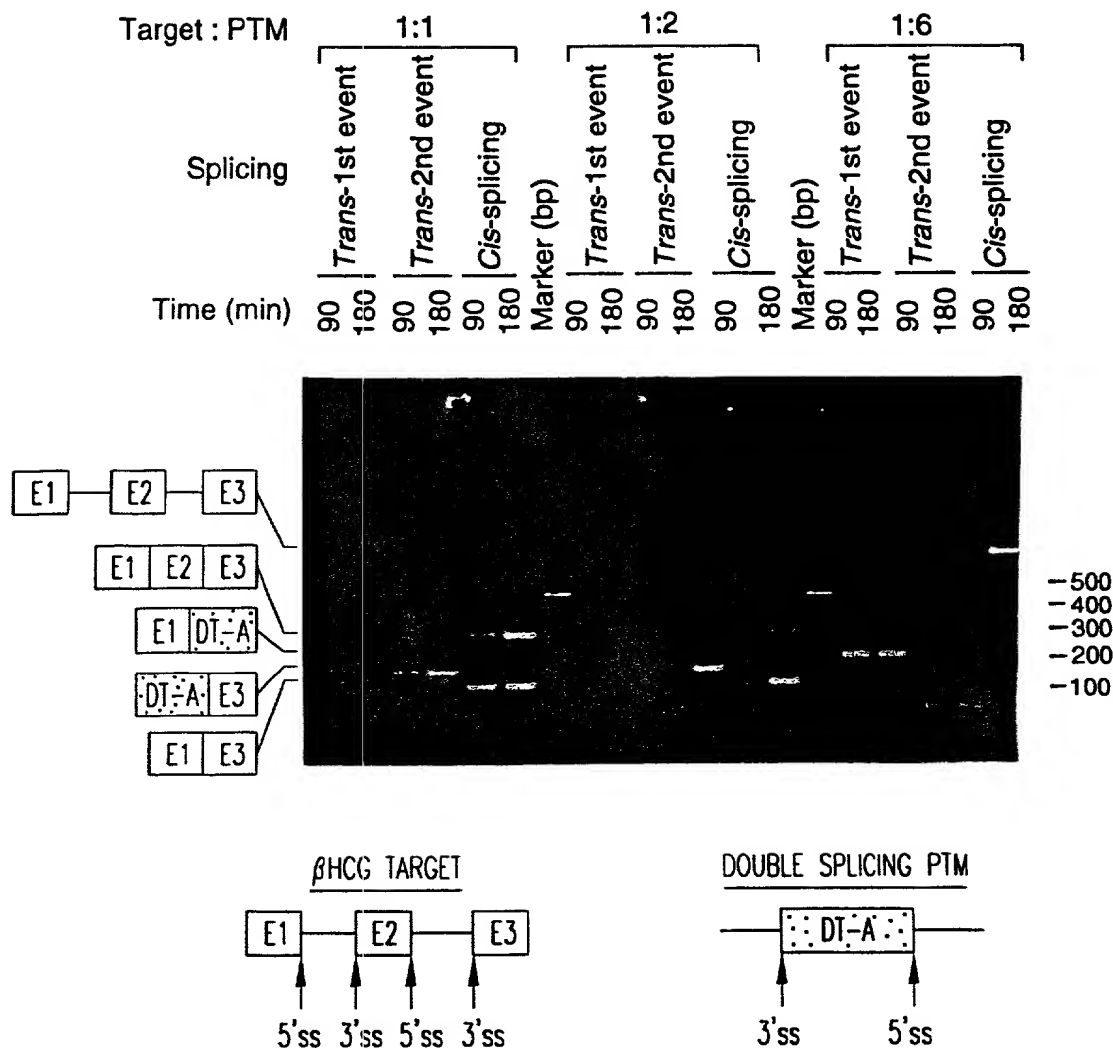 Target : PTM 1:1 1:2 1:6
Splicing
Trans-1st event
Trans-2nd event
Cis-splicing
Marker (bp)
Trans-1st event
Trans-2nd event
Cis-splicing
Marker (bp)
Trans-1st event
Trans-2nd event
Cis-splicing
Time (min) 90 180 90 180 90 180 90 180 90 180 90 180 90 180 90 180 90 180
E1 E2 E3
E1 E2 E3
E1 DT-A
DT-A E3
E1 E3
-500
-400
-300
-200
-100
βHCG TARGET
E1 E2 E3
5'ss 3'ss 5'ss 3'ss
DOUBLE SPLICING PTM
DT-A
3'ss 5'ss